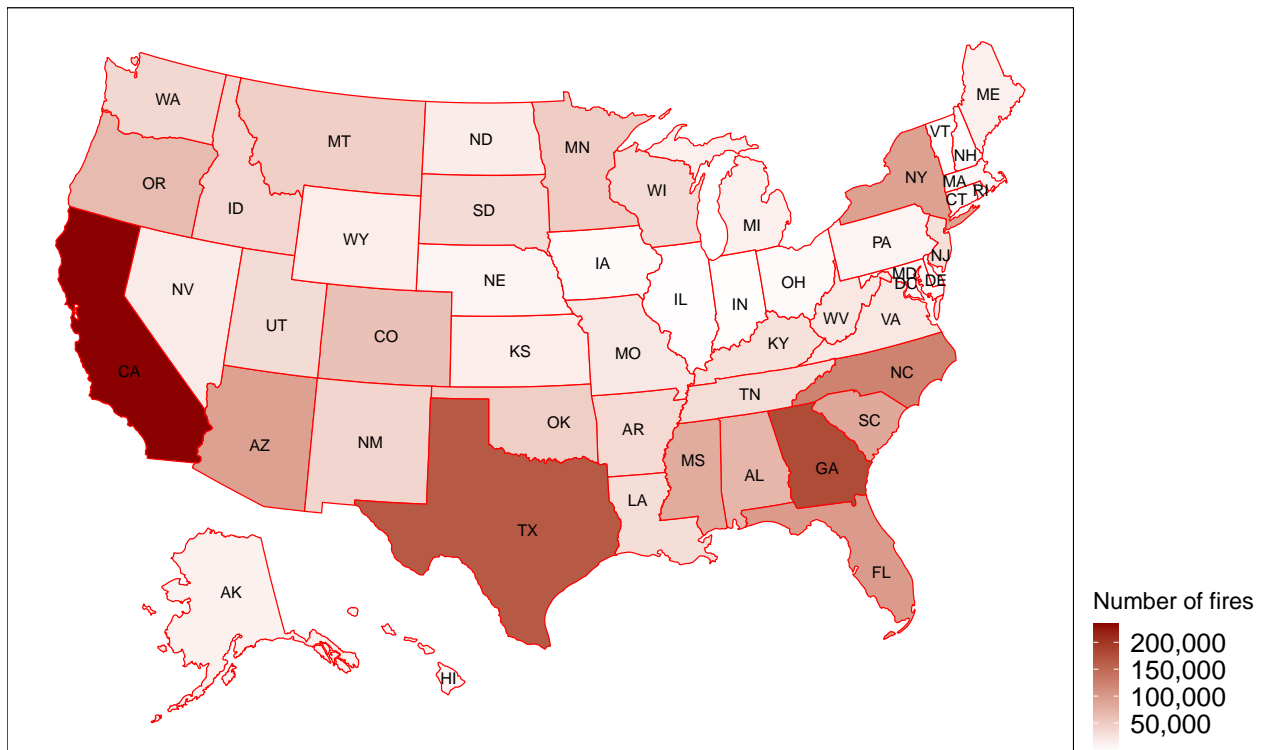 ME
WA
VT
MT
ND
MN
NH
NY
MA
OR
WI
RI
ID
CT
SD
MI
WY
PA
NJ
IA
MD
NE
OH
DE
DC
NV
IL
IN
WV
VA
UT
CO
KY
KS
MO
CA
NC
TN
OK
SC
AR
NM
AZ
MS
GA
AL
LA
TX
FL
AK
HI
Number of fires
200,000
150,000
100,000
50,000